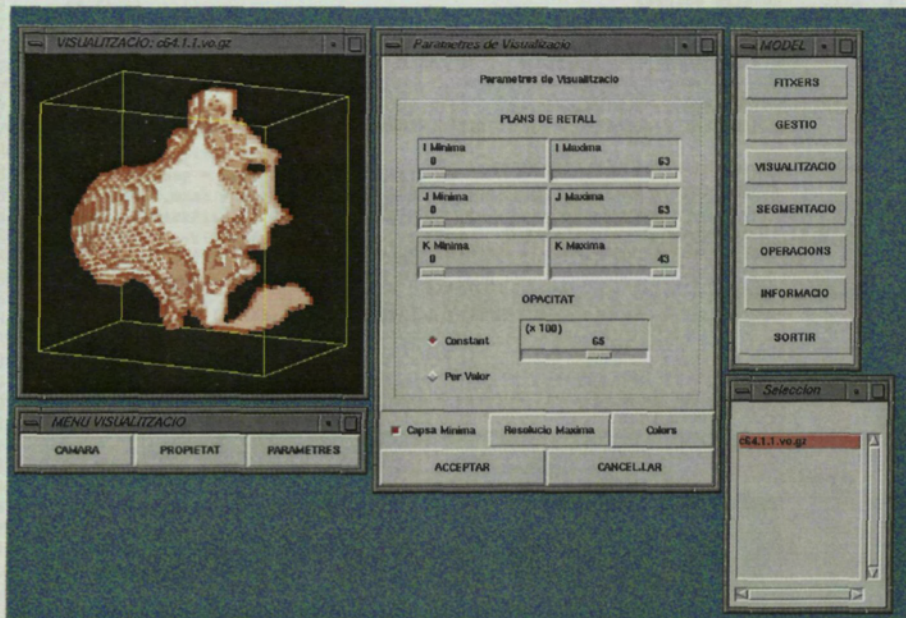 VISUALITZACIO: c64.1.1.vo.gz
MENU VISUALITZACIO
CAMARA
PROPIETAT
PARAMETRES
Parametres de Visualizacio
Parametres de Visualitzacio
PLANS DE RETALL
I Minima
0
I Maxima
63
J Minima
0
J Maxima
63
K Minima
0
K Maxima
43
OPACITAT
Constant
(x 100)
65
Per Valor
Capsa Minima
Resolucio Maxima
Colors
ACCEPTAR
CANCEL.LAR
MODEL
FITXERS
GESTIO
VISUALITZACIO
SEGMENTACIO
OPERACIONS
INFORMACIO
SORTIR
Seleccion
c64.1.1.vo.gz